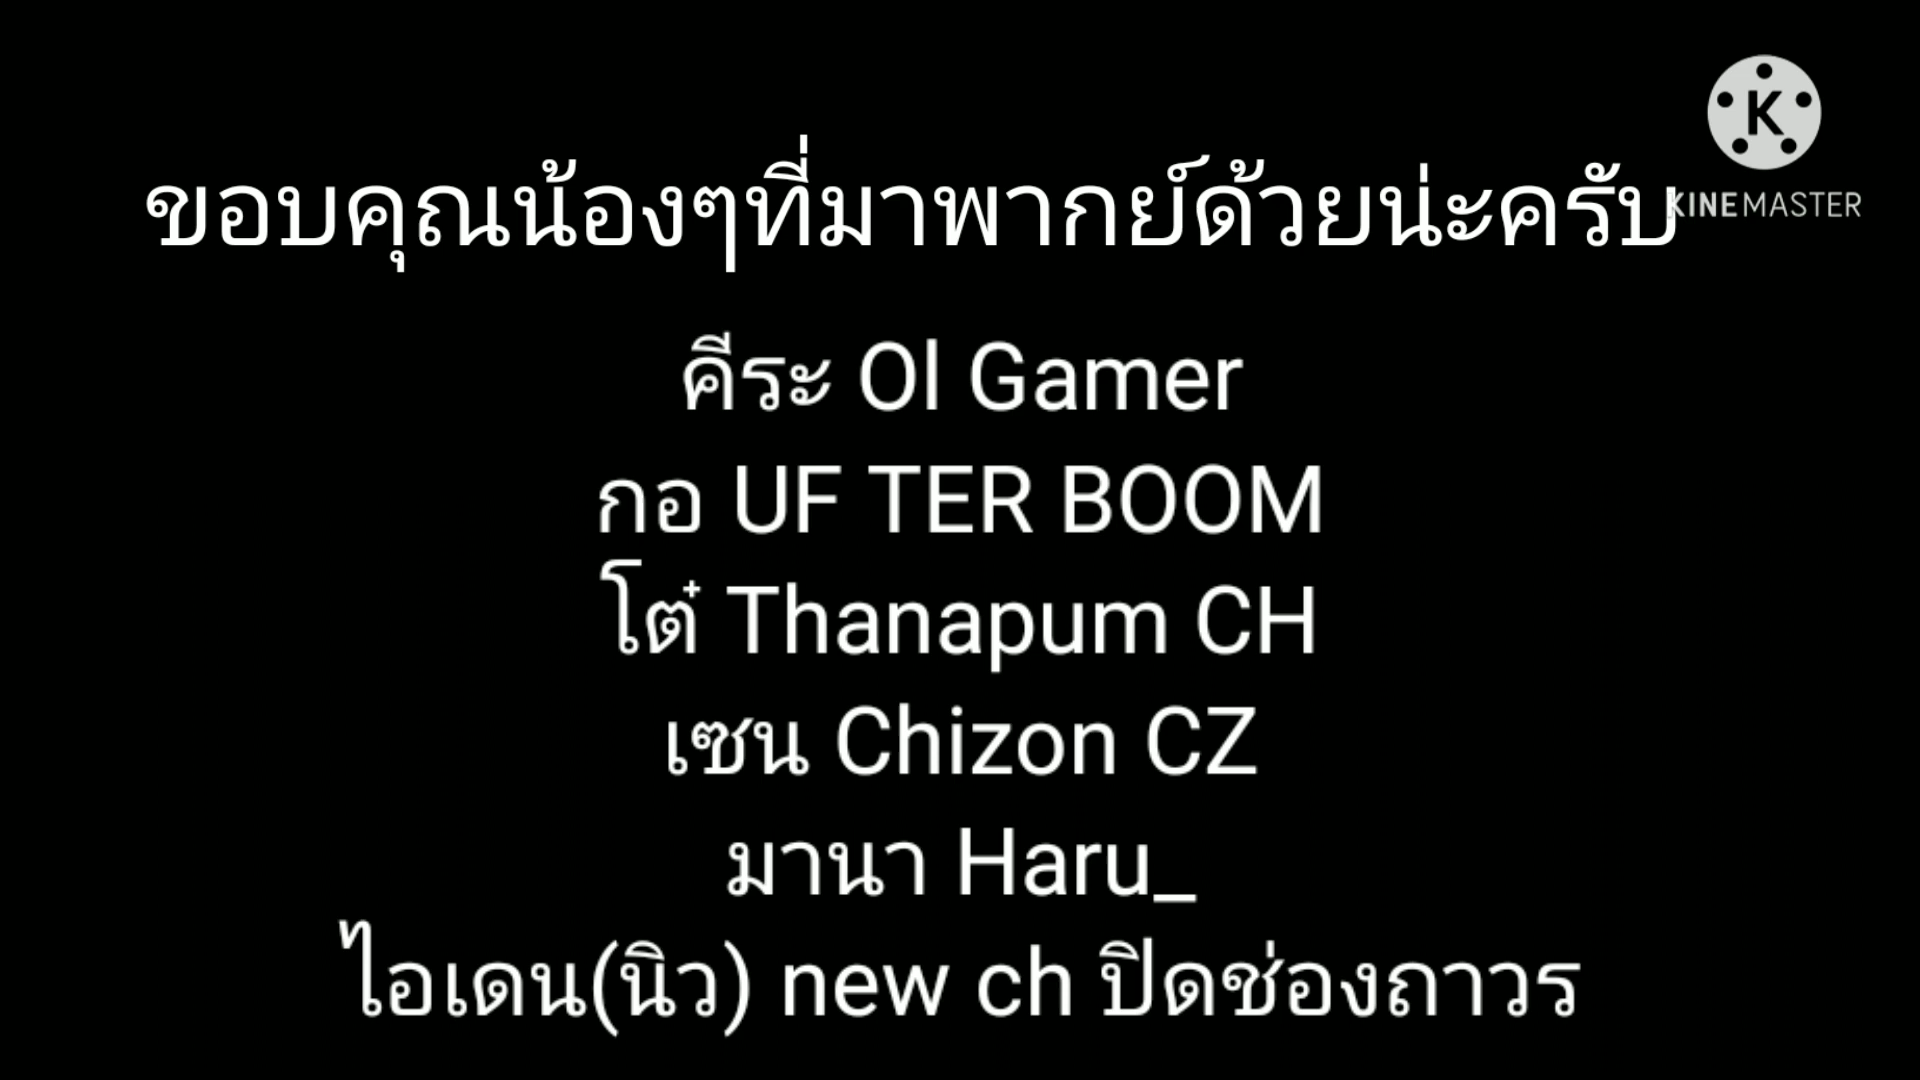 ขอบคุณน้องๆที่มาพากย์ด้วยน่ะครับ
K
KINEMASTER
คีระ Ol Gamer
กอ UF TER BOOM
โต๋ Thanapum CH
เซน Chizon CZ
มานา Haru_
ไอเดน(นิว) new ch ปิดช่องถาวร